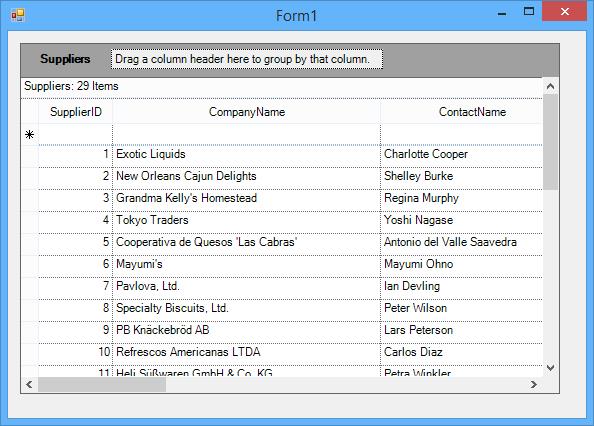 Form1
Suppliers Drag a column header here to group by that column.
Suppliers: 29 Items
SupplierID CompanyName ContactName
1 Exotic Liquids Charlotte Cooper
2 New Orleans Cajun Delights Shelley Burke
3 Grandma Kelly's Homestead Regina Murphy
4 Tokyo Traders Yoshi Nagase
5 Cooperativa de Quesos 'Las Cabras' Antonio del Valle Saavedra
6 Mayumi's Mayumi Ohno
7 Pavlova, Ltd. Ian Devling
8 Specialty Biscuits, Ltd. Peter Wilson
9 PB Knäckebröd AB Lars Peterson
10 Refrescos Americanas LTDA Carlos Diaz
11 Heli Süßwaren GmbH & Co. KG Petra Winkler